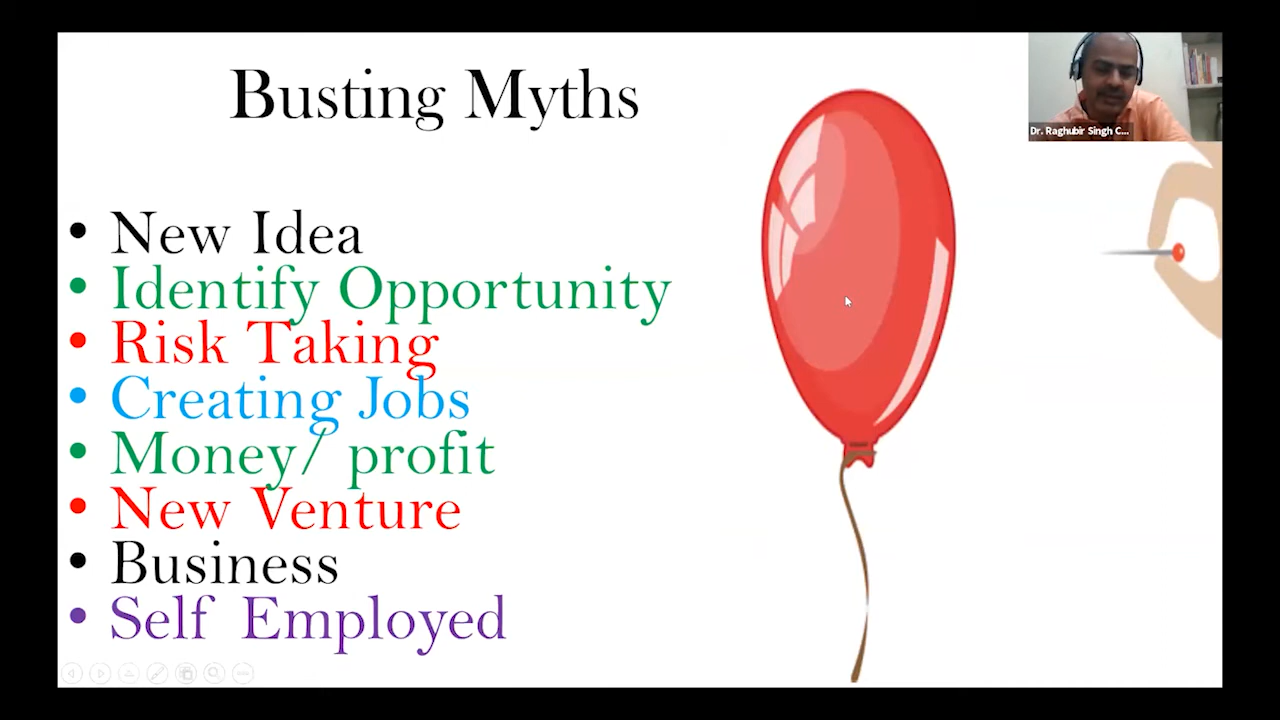 Busting Myths
Dr. Raghubir Singh C...
• New Idea
• Identify Opportunity
• Risk Taking
• Creating Jobs
• Money/ profit
• New Venture
• Business
• Self Employed